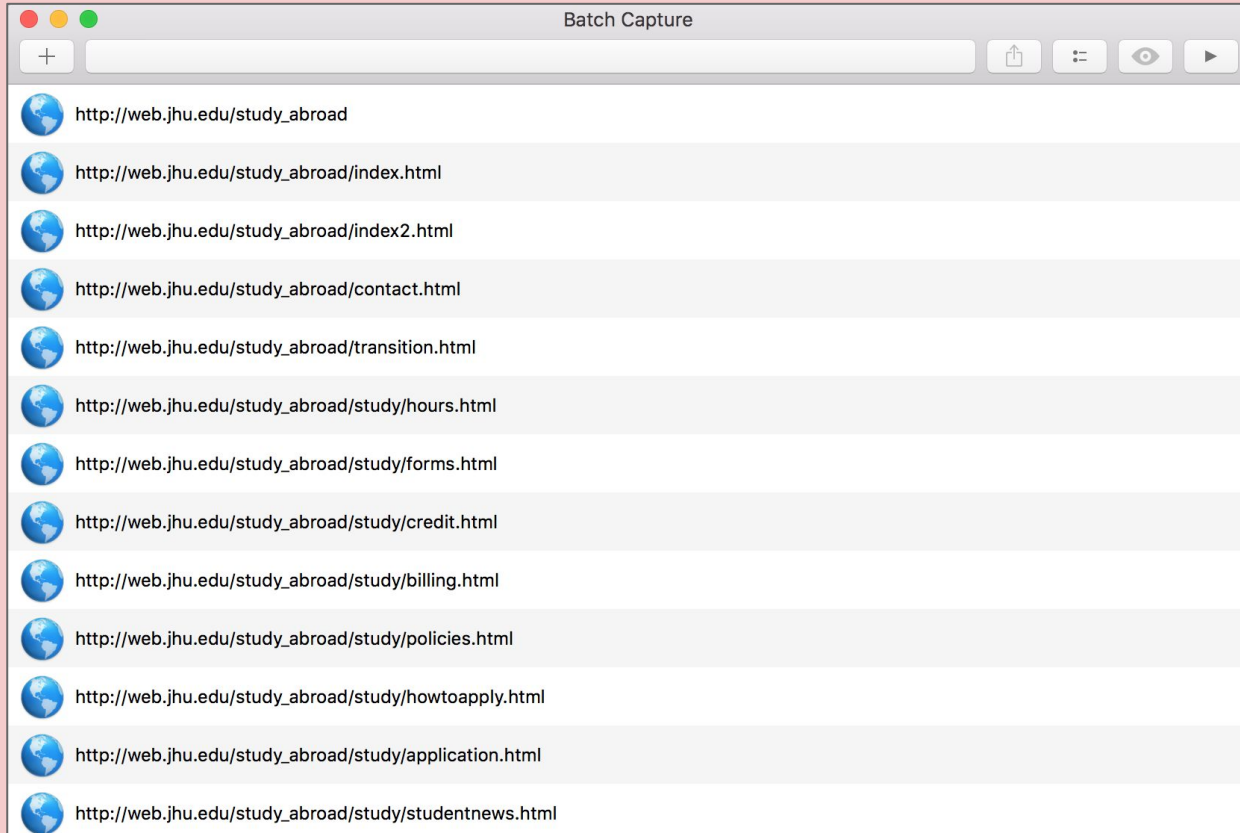 Batch Capture
http://web.jhu.edu/study_abroad
http://web.jhu.edu/study_abroad/index.html
http://web.jhu.edu/study_abroad/index2.html
http://web.jhu.edu/study_abroad/contact.html
http://web.jhu.edu/study_abroad/transition.html
http://web.jhu.edu/study_abroad/study/hours.html
http://web.jhu.edu/study_abroad/study/forms.html
http://web.jhu.edu/study_abroad/study/credit.html
http://web.jhu.edu/study_abroad/study/billing.html
http://web.jhu.edu/study_abroad/study/policies.html
http://web.jhu.edu/study_abroad/study/howtoapply.html
http://web.jhu.edu/study_abroad/study/application.html
http://web.jhu.edu/study_abroad/study/studentnews.html